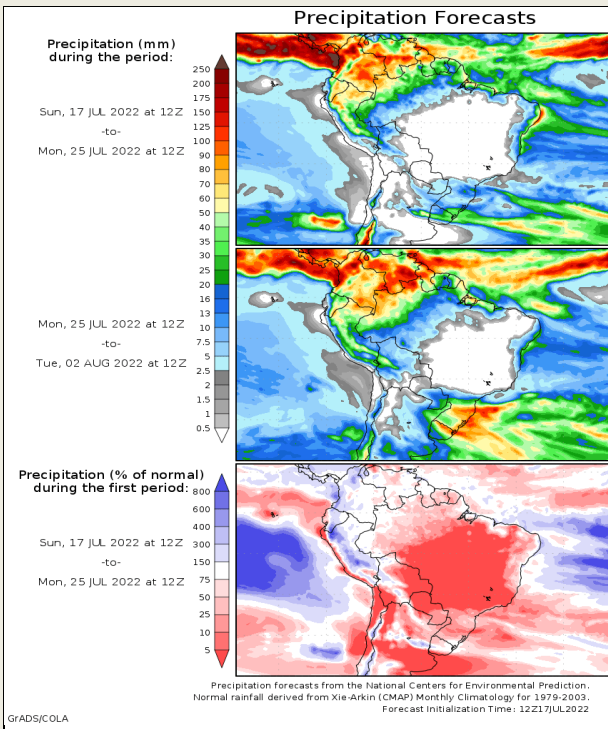 Precipitation Forecasts
Precipitation (mm)
during the period:
Sun, 17 JUL 2022 at 12Z
-to-
Mon, 25 JUL 2022 at 12Z
250
200
175
150
125
100
90
80
70
60
50
40
35
30
25
20
16
13
10
7.5
5
2.5
2
1.5
1
0.5
Mon, 25 JUL 2022 at 12Z
-to-
Tue, 02 AUG 2022 at 12Z
Precipitation (% of normal)
during the first period:
Sun, 17 JUL 2022 at 12Z
-to-
Mon, 25 JUL 2022 at 12Z
800
600
400
300
150
75
50
25
10
5
Precipitation forecasts from the National Centers for Environmental Prediction.
Normal rainfall derived from Xie-Arkin (CMAP) Monthly Climatology for 1979-2003.
Forecast Initialization Time: 12Z17JUL2022
GrADS/COLA